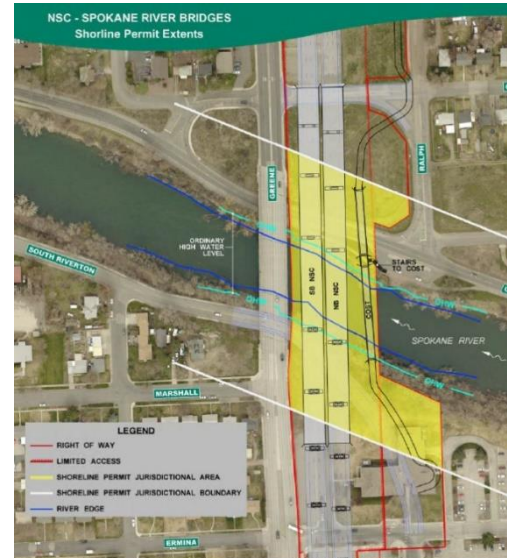 NSC - SPOKANE RIVER BRIDGES
Shorline Permit Extents
GREENE
RALPH
ORDINARY
HIGH WATER
LEVEL
OHW
SOUTH RIVERTON
SB NSC
NB NSC
STAIRS
TO COST
COST
OHW
OHW
SPOKANE RIVER
OHW
MARSHALL
LEGEND
RIGHT OF WAY
LIMITED ACCESS
SHORELINE PERMIT JURISDICTIONAL AREA
SHORELINE PERMIT JURISDICTIONAL BOUNDARY
RIVER EDGE
ERMINA